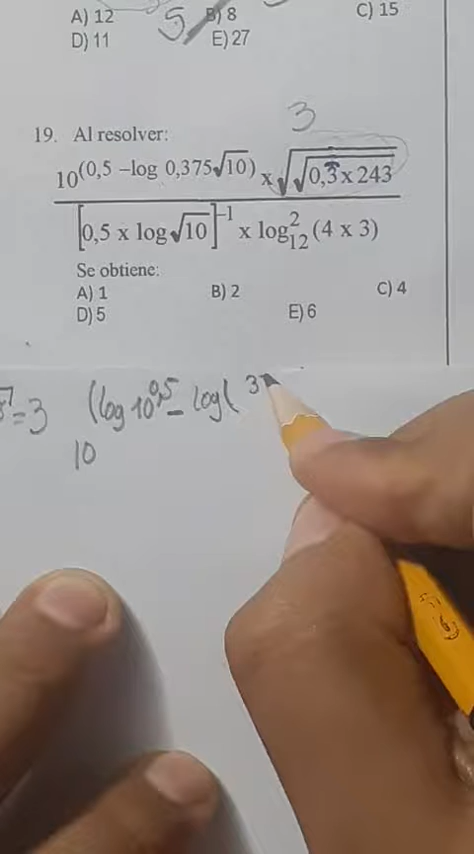 A) 12 B) 8 C) 15
D) 11 5 E) 27
3
19. Al resolver:
10^(0,5 –log 0,375√10) x √√0,3̄ x 243
[0,5 x log √10]^–1 x log²₁₂ (4 x 3)
Se obtiene:
A) 1 B) 2 C) 4
D) 5 E) 6
= 3 (log 10^0,5 – log( 3
10